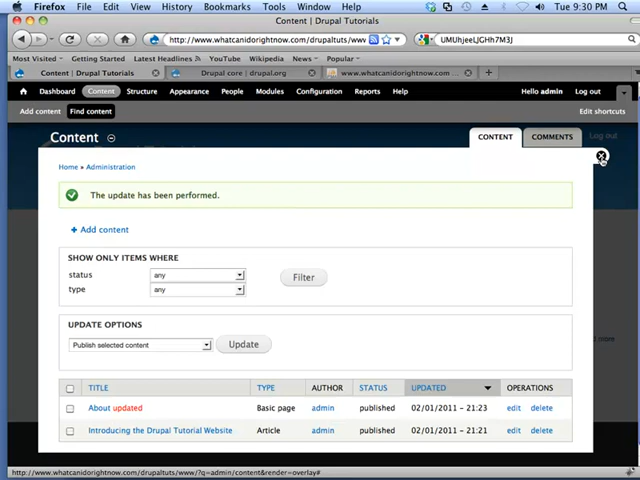 Firefox File Edit View History Bookmarks Tools Window Help Tue 9:30 PM
Content | Drupal Tutorials
http://www.whatcanidorightnow.com/drupaltuts/www UMUhjeeLJGHh7M3J
Most Visited Getting Started Latest Headlines YouTube Wikipedia News Popular
Content | Drupal Tutorials Drupal core | drupal.org www.whatcanidorightnow.com ...
Dashboard Content Structure Appearance People Modules Configuration Reports Help Hello admin Log out
Add content Find content Edit shortcuts
Content CONTENT COMMENTS Log out
Home » Administration
The update has been performed.
+ Add content
SHOW ONLY ITEMS WHERE
status any
type any
Filter
UPDATE OPTIONS
Publish selected content Update
TITLE TYPE AUTHOR STATUS UPDATED OPERATIONS
About updated Basic page admin published 02/01/2011 - 21:23 edit delete
Introducing the Drupal Tutorial Website Article admin published 02/01/2011 - 21:21 edit delete
http://www.whatcanidorightnow.com/drupaltuts/www/?q=admin/content&render=overlay#